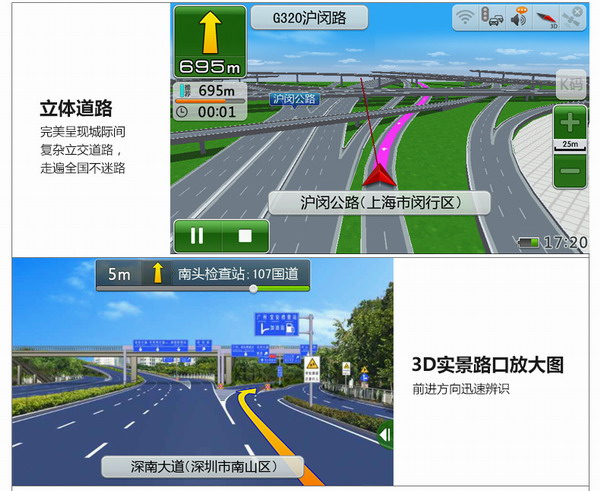 立体道路
完美呈现城际间
复杂立交道路，
走遍全国不迷路
G320沪闵路
695m
695m
00:01
沪闵公路
3D
K码
25m
沪闵公路(上海市闵行区)
17:20
5m
南头检查站:107国道
深南大道(深圳市南山区)
3D实景路口放大图
前进方向迅速辨识